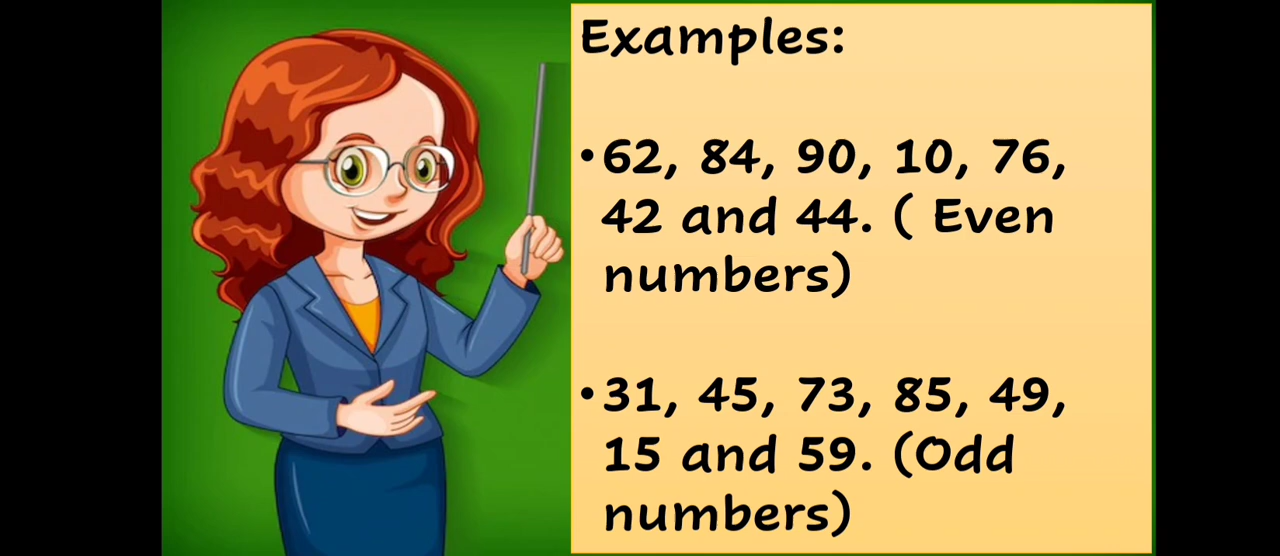 Examples:
•62, 84, 90, 10, 76,
42 and 44. ( Even
numbers)
•31, 45, 73, 85, 49,
15 and 59. (Odd
numbers)